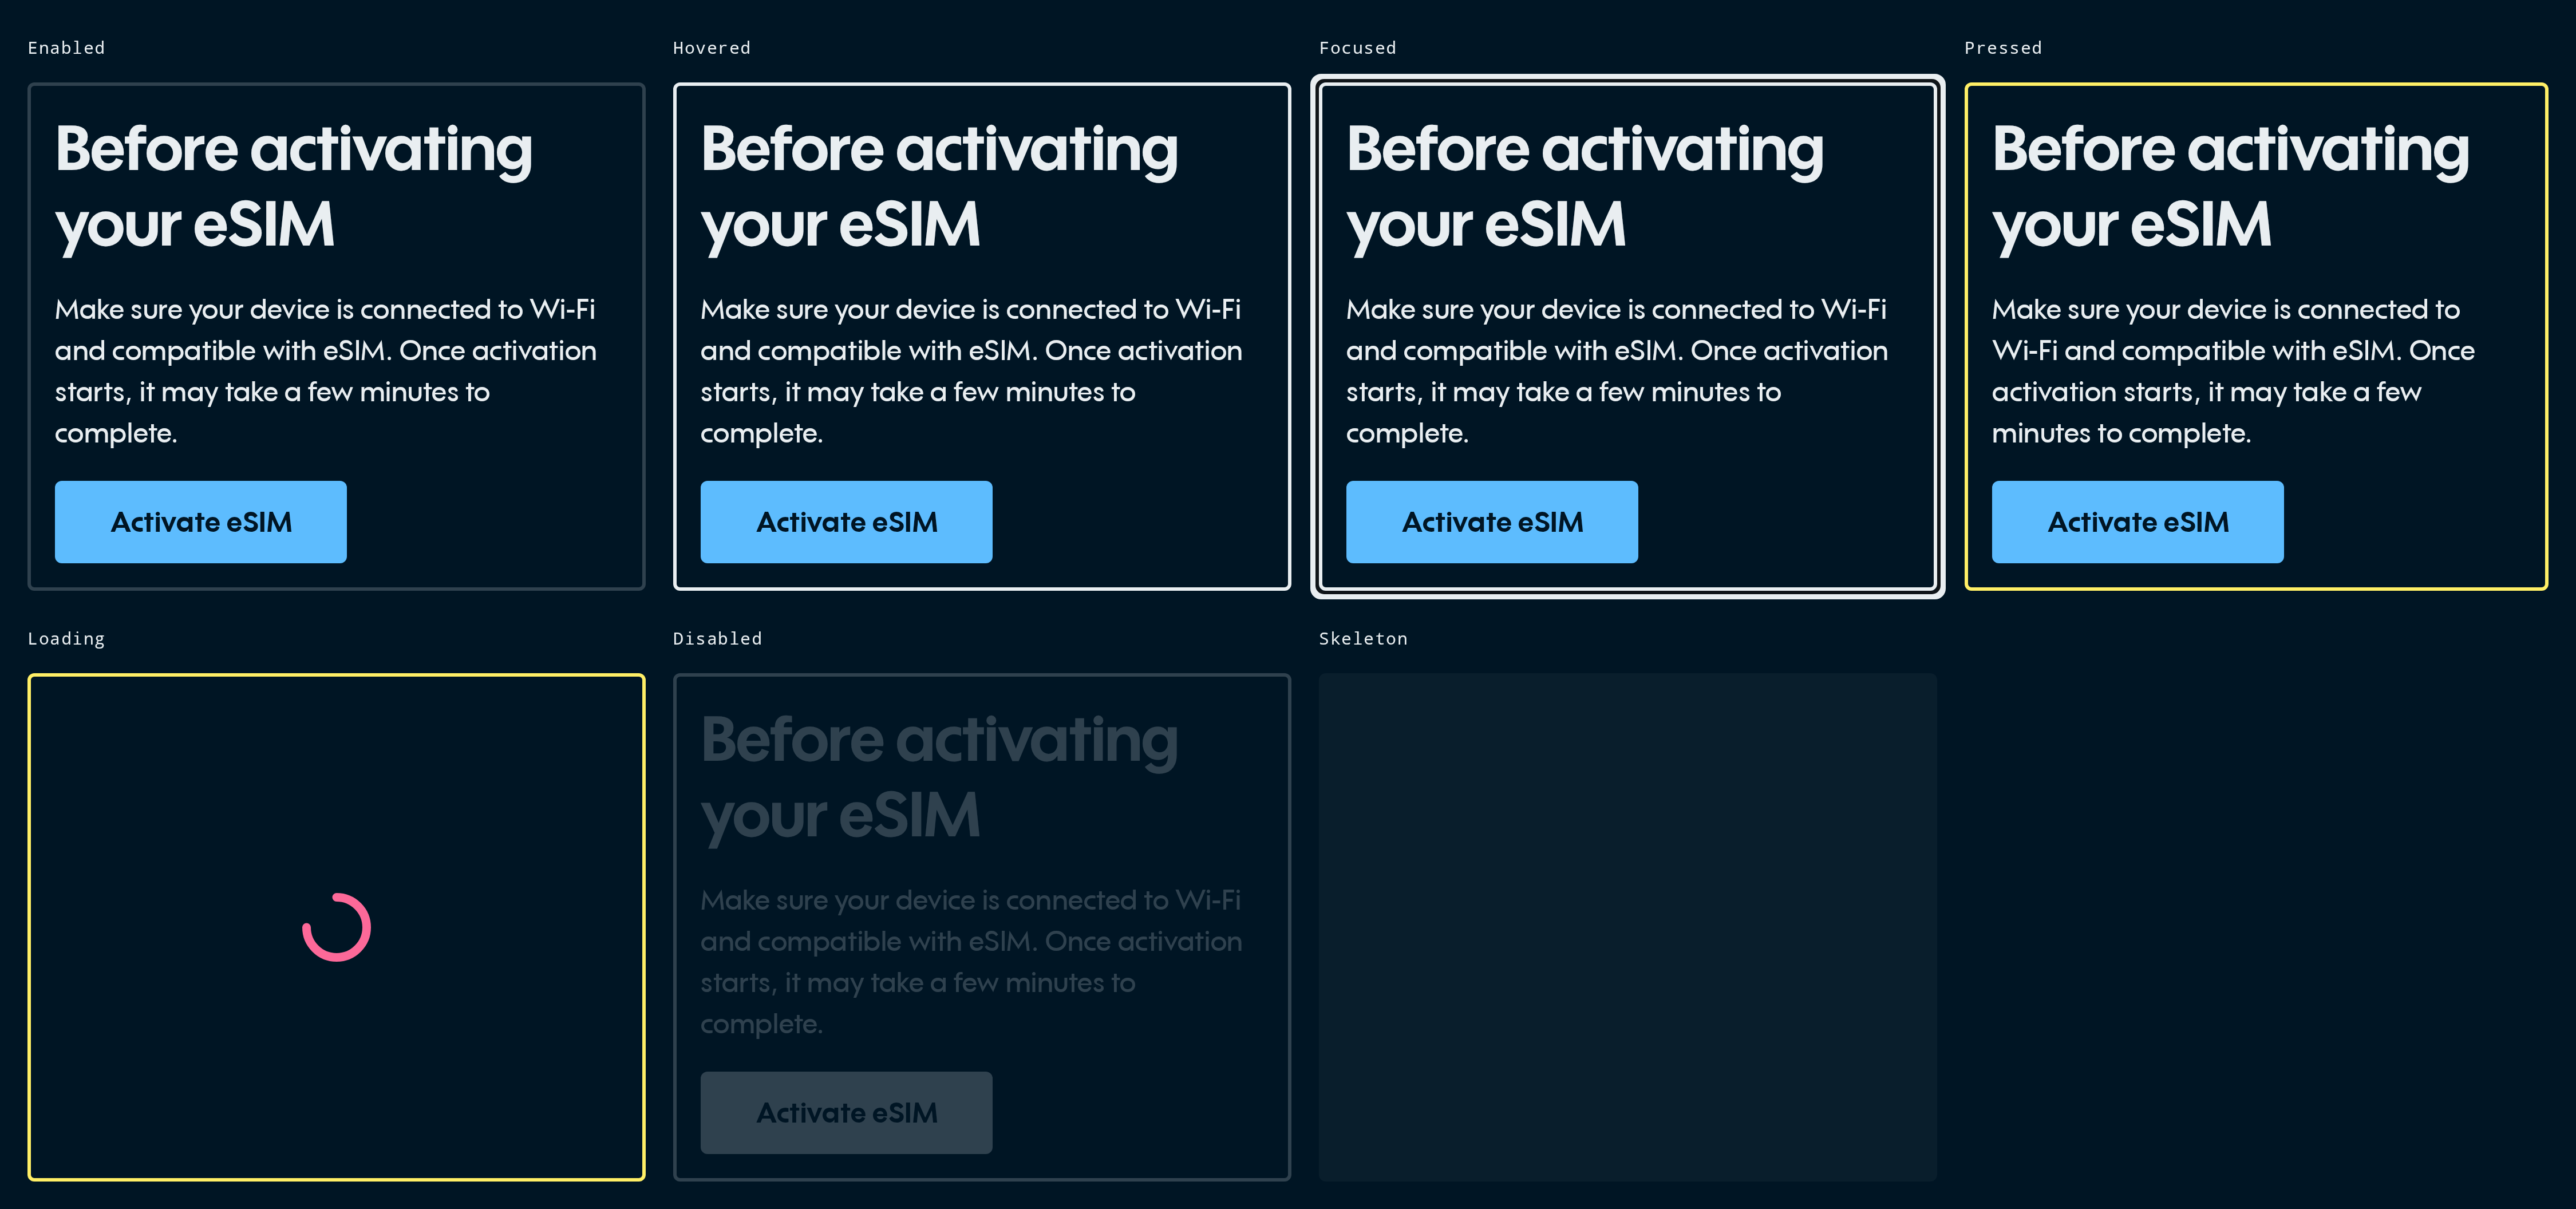 Enabled
Before activating
your eSIM
Make sure your device is connected to Wi-Fi
and compatible with eSIM. Once activation
starts, it may take a few minutes to
complete.
Activate eSIM
Hovered
Before activating
your eSIM
Make sure your device is connected to Wi-Fi
and compatible with eSIM. Once activation
starts, it may take a few minutes to
complete.
Activate eSIM
Focused
Before activating
your eSIM
Make sure your device is connected to Wi-Fi
and compatible with eSIM. Once activation
starts, it may take a few minutes to
complete.
Activate eSIM
Pressed
Before activating
your eSIM
Make sure your device is connected to
Wi-Fi and compatible with eSIM. Once
activation starts, it may take a few
minutes to complete.
Activate eSIM
Loading
Disabled
Before activating
your eSIM
Make sure your device is connected to Wi-Fi
and compatible with eSIM. Once activation
starts, it may take a few minutes to
complete.
Activate eSIM
Skeleton